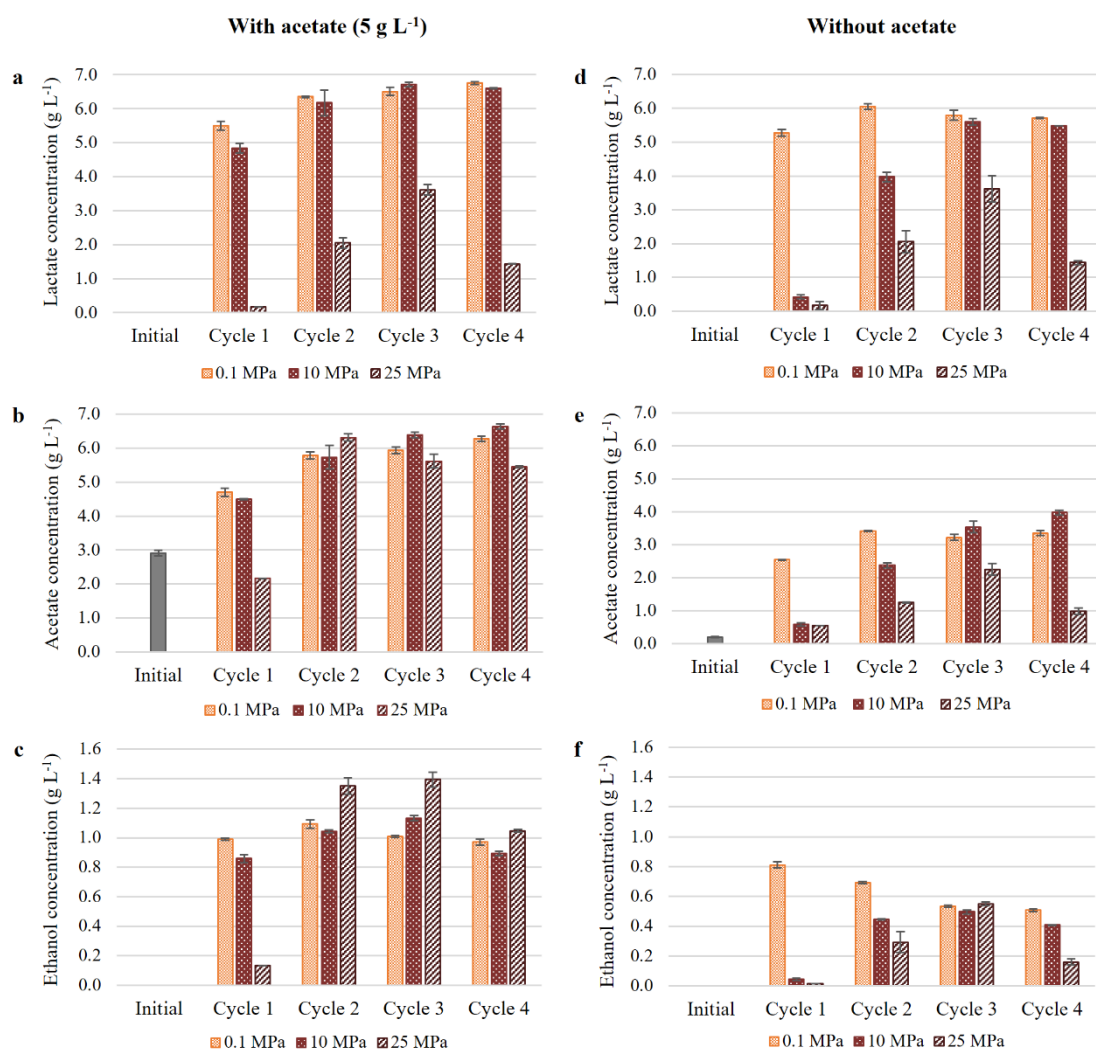 With acetate (5 g L⁻¹)
a
Lactate concentration (g L⁻¹)
7.0
6.0
5.0
4.0
3.0
2.0
1.0
0.0
Initial Cycle 1 Cycle 2 Cycle 3 Cycle 4
0.1 MPa 10 MPa 25 MPa
b
Acetate concentration (g L⁻¹)
7.0
6.0
5.0
4.0
3.0
2.0
1.0
0.0
Initial Cycle 1 Cycle 2 Cycle 3 Cycle 4
0.1 MPa 10 MPa 25 MPa
c
Ethanol concentration (g L⁻¹)
1.6
1.4
1.2
1.0
0.8
0.6
0.4
0.2
0.0
Initial Cycle 1 Cycle 2 Cycle 3 Cycle 4
0.1 MPa 10 MPa 25 MPa
Without acetate
d
Lactate concentration (g L⁻¹)
7.0
6.0
5.0
4.0
3.0
2.0
1.0
0.0
Initial Cycle 1 Cycle 2 Cycle 3 Cycle 4
0.1 MPa 10 MPa 25 MPa
e
Acetate concentration (g L⁻¹)
7.0
6.0
5.0
4.0
3.0
2.0
1.0
0.0
Initial Cycle 1 Cycle 2 Cycle 3 Cycle 4
0.1 MPa 10 MPa 25 MPa
f
Ethanol concentration (g L⁻¹)
1.6
1.4
1.2
1.0
0.8
0.6
0.4
0.2
0.0
Initial Cycle 1 Cycle 2 Cycle 3 Cycle 4
0.1 MPa 10 MPa 25 MPa